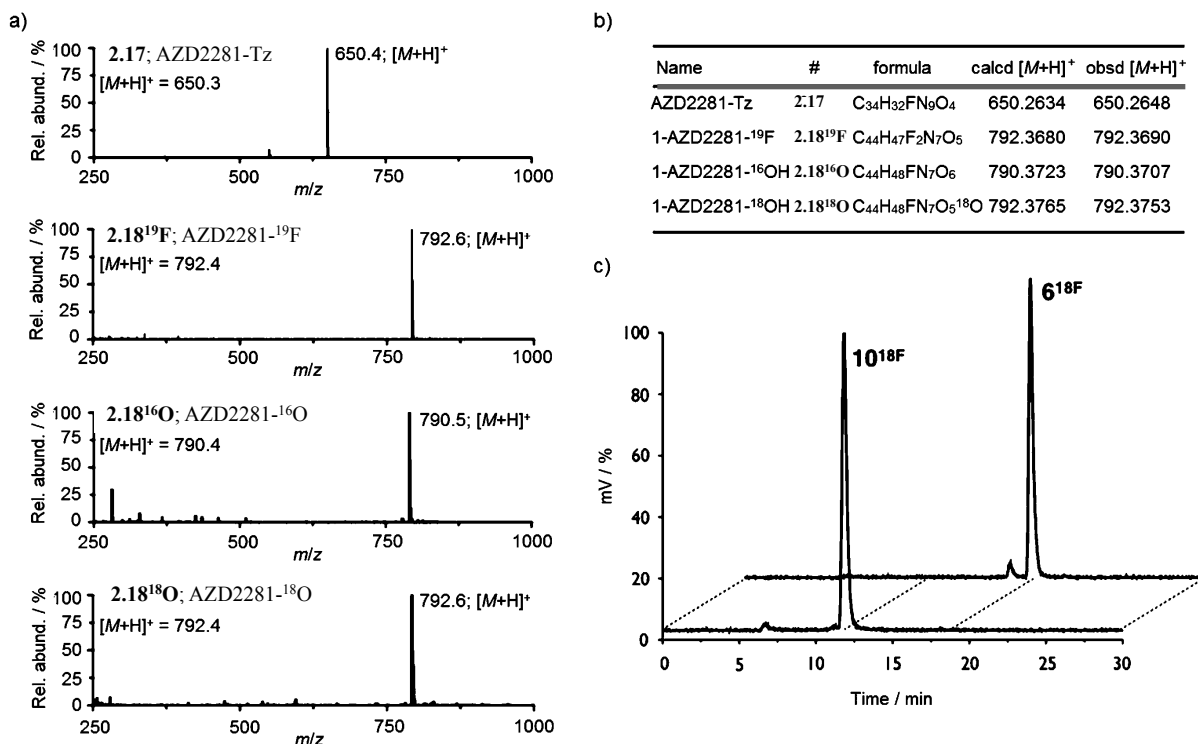 a)
100
75
50
25
0
Rel. abund. / %
2.17; AZD2281-Tz
[M+H]⁺ = 650.3
650.4; [M+H]⁺
250
500
750
1000
m/z
100
75
50
25
0
Rel. abund. / %
2.18¹⁹F; AZD2281-¹⁹F
[M+H]⁺ = 792.4
792.6; [M+H]⁺
250
500
750
1000
m/z
100
75
50
25
0
Rel. abund. / %
2.18¹⁶O; AZD2281-¹⁶O
[M+H]⁺ = 790.4
790.5; [M+H]⁺
250
500
750
1000
m/z
100
75
50
25
0
Rel. abund. / %
2.18¹⁸O; AZD2281-¹⁸O
[M+H]⁺ = 792.4
792.6; [M+H]⁺
250
500
750
1000
m/z
b)
Name # formula calcd [M+H]⁺ obsd [M+H]⁺
AZD2281-Tz 2.17 C₃₄H₃₂FN₉O₄ 650.2634 650.2648
1-AZD2281-¹⁹F 2.18¹⁹F C₄₄H₄₇F₂N₇O₅ 792.3680 792.3690
1-AZD2281-¹⁶OH 2.18¹⁶O C₄₄H₄₈FN₇O₆ 790.3723 790.3707
1-AZD2281-¹⁸OH 2.18¹⁸O C₄₄H₄₈FN₇O₅¹⁸O 792.3765 792.3753
c)
6¹⁸F
10¹⁸F
100
80
60
40
20
0
mV / %
0
5
10
15
20
25
30
Time / min